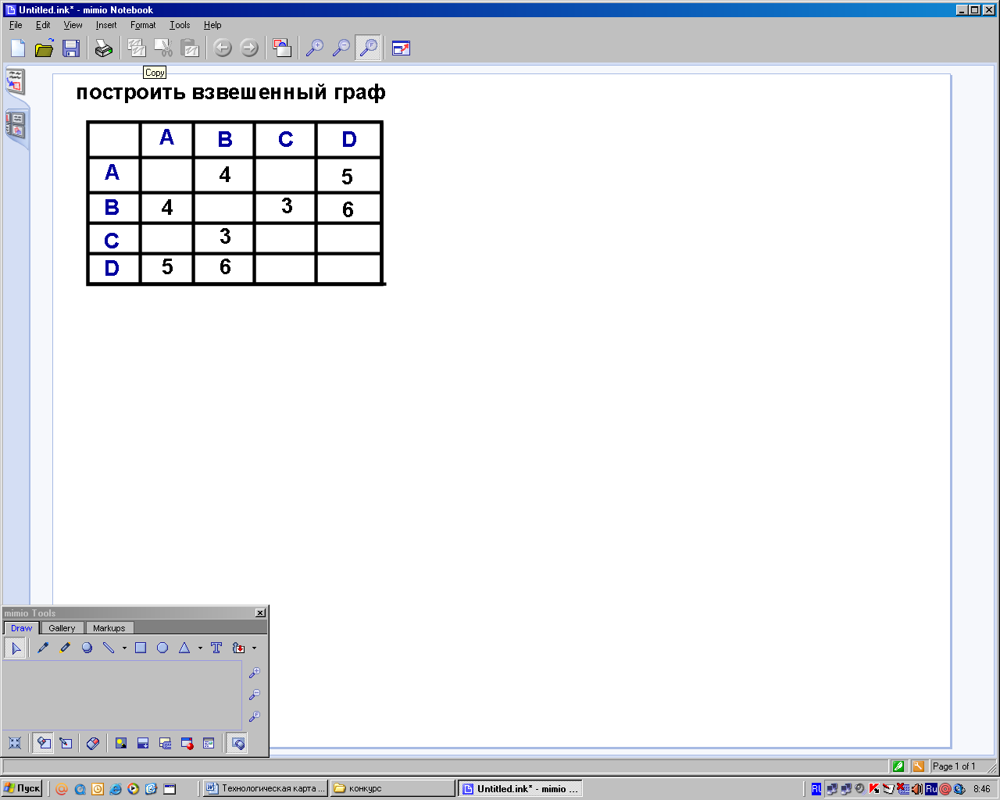 Untitled.ink* - mimio Notebook
File Edit View Insert Format Tools Help
Copy
построить взвешенный граф
A B C D
A 4 5
B 4 3 6
C 3
D 5 6
mimio Tools
Draw Gallery Markups
Page 1 of 1
Пуск Технологическая карта ... конкурс Untitled.ink* - mimio ... RL Ru 8:46